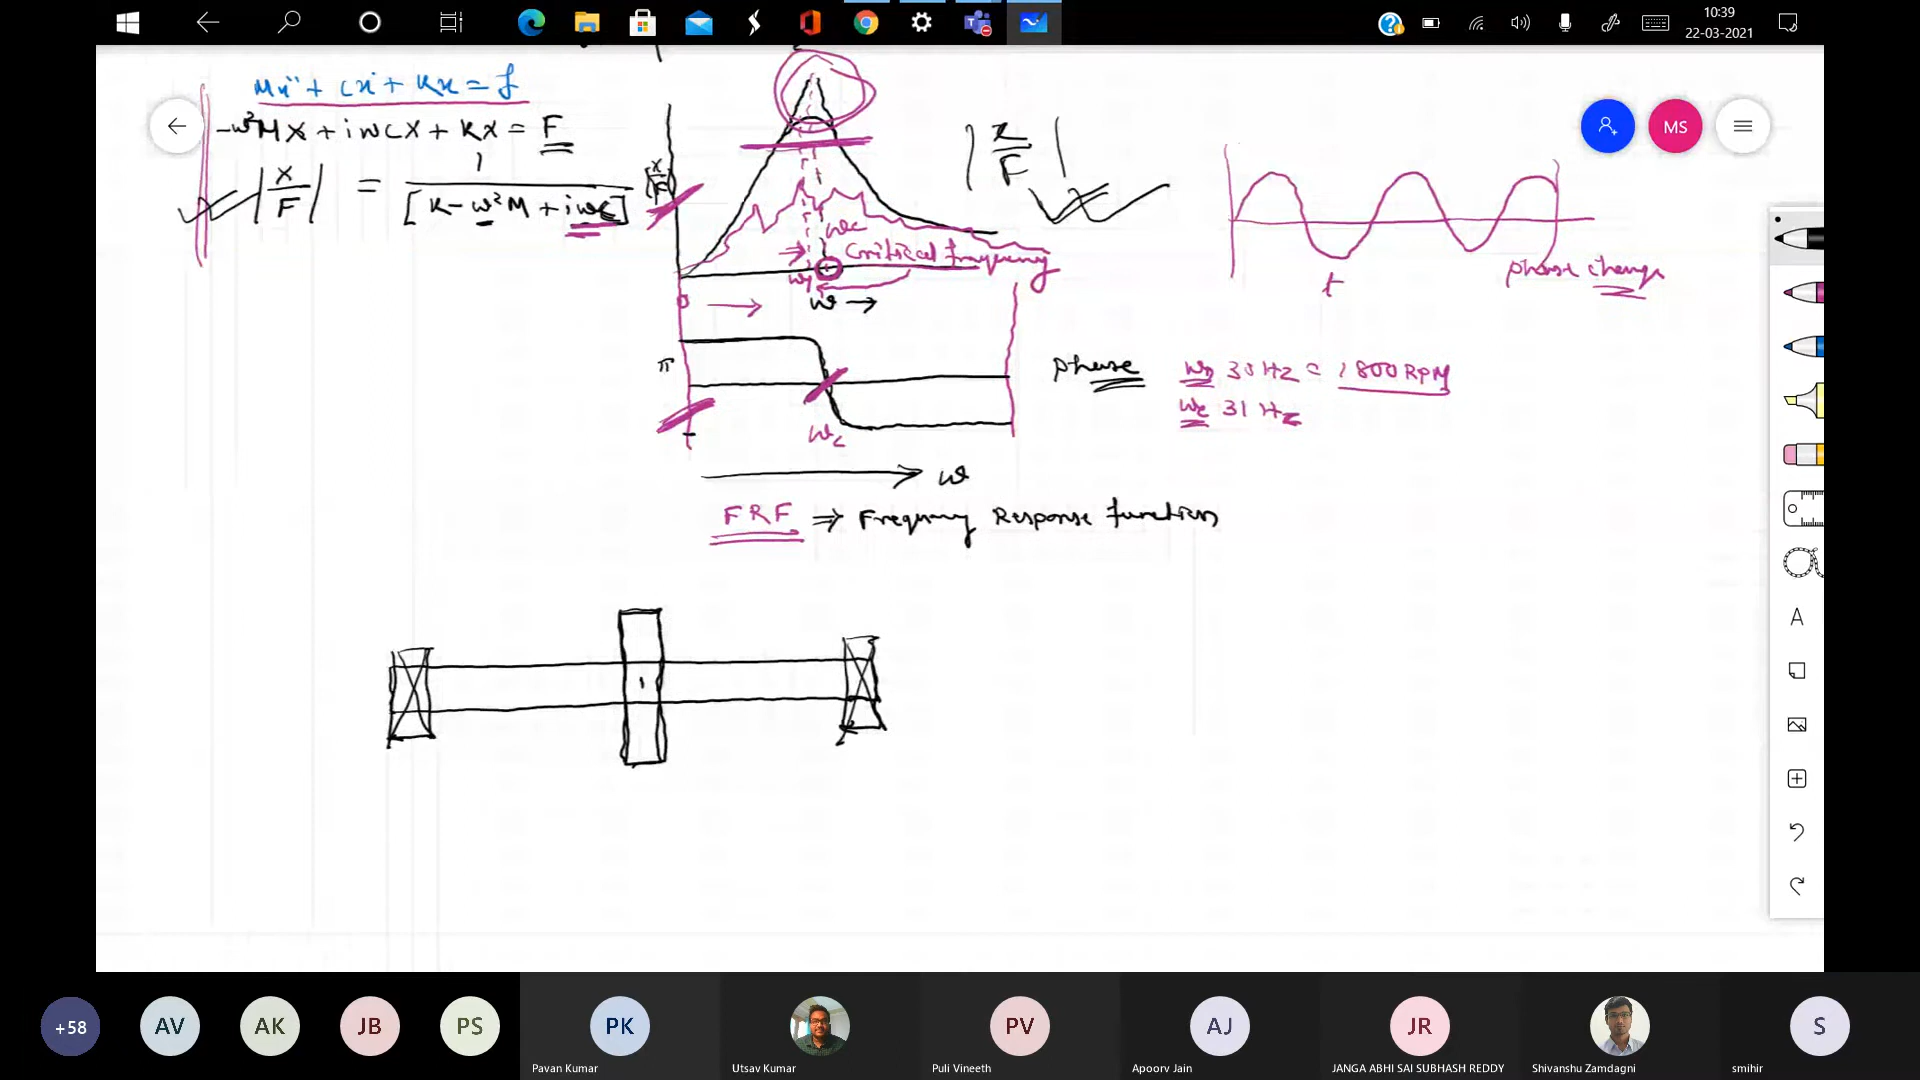 10:39
22-03-2021
Mẍ + cẋ + kx = f
-ω²MX + iωCX + KX = F
|X/F| = 1/[K-ω²M + iωC]
|X/F|
|X/F|
ωc
Critical frequency
0
ω →
t
phase change
MS
π
phase
ωn 30 Hz = 1800 RPM
ωc 31 Hz
ωc
ω
FRF ⇒ Frequency Response function
1
A
+58
AV
AK
JB
PS
PK
PV
AJ
JR
S
Pavan Kumar
Utsav Kumar
Puli Vineeth
Apoorv Jain
JANGA ABHI SAI SUBHASH REDDY
Shivanshu Zamdagni
smihir